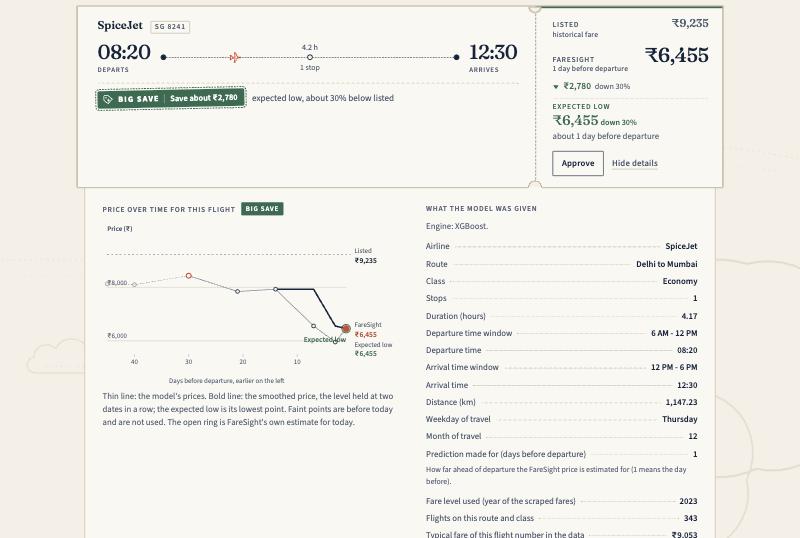 SpiceJet SG 8241
08:20
DEPARTS
4.2 h
1 stop
12:30
ARRIVES
BIG SAVE Save about ₹2,780 expected low, about 30% below listed
LISTED ₹9,235
historical fare
FARESIGHT ₹6,455
1 day before departure
₹2,780 down 30%
EXPECTED LOW
₹6,455 down 30%
about 1 day before departure
Approve Hide details
PRICE OVER TIME FOR THIS FLIGHT BIG SAVE
Price (₹)
Listed
₹9,235
₹8,000
FareSight
₹6,455
₹6,000
Expected low
Expected low
₹6,455
40 30 20 10
Days before departure, earlier on the left
Thin line: the model's prices. Bold line: the smoothed price, the level held at two
dates in a row; the expected low is its lowest point. Faint points are before today
and are not used. The open ring is FareSight's own estimate for today.
WHAT THE MODEL WAS GIVEN
Engine: XGBoost.
Airline SpiceJet
Route Delhi to Mumbai
Class Economy
Stops 1
Duration (hours) 4.17
Departure time window 6 AM - 12 PM
Departure time 08:20
Arrival time window 12 PM - 6 PM
Arrival time 12:30
Distance (km) 1,147.23
Weekday of travel Thursday
Month of travel 12
Prediction made for (days before departure) 1
How far ahead of departure the FareSight price is estimated for (1 means the day
before).
Fare level used (year of the scraped fares) 2023
Flights on this route and class 343
Typical fare of this flight number in the data ₹9,053